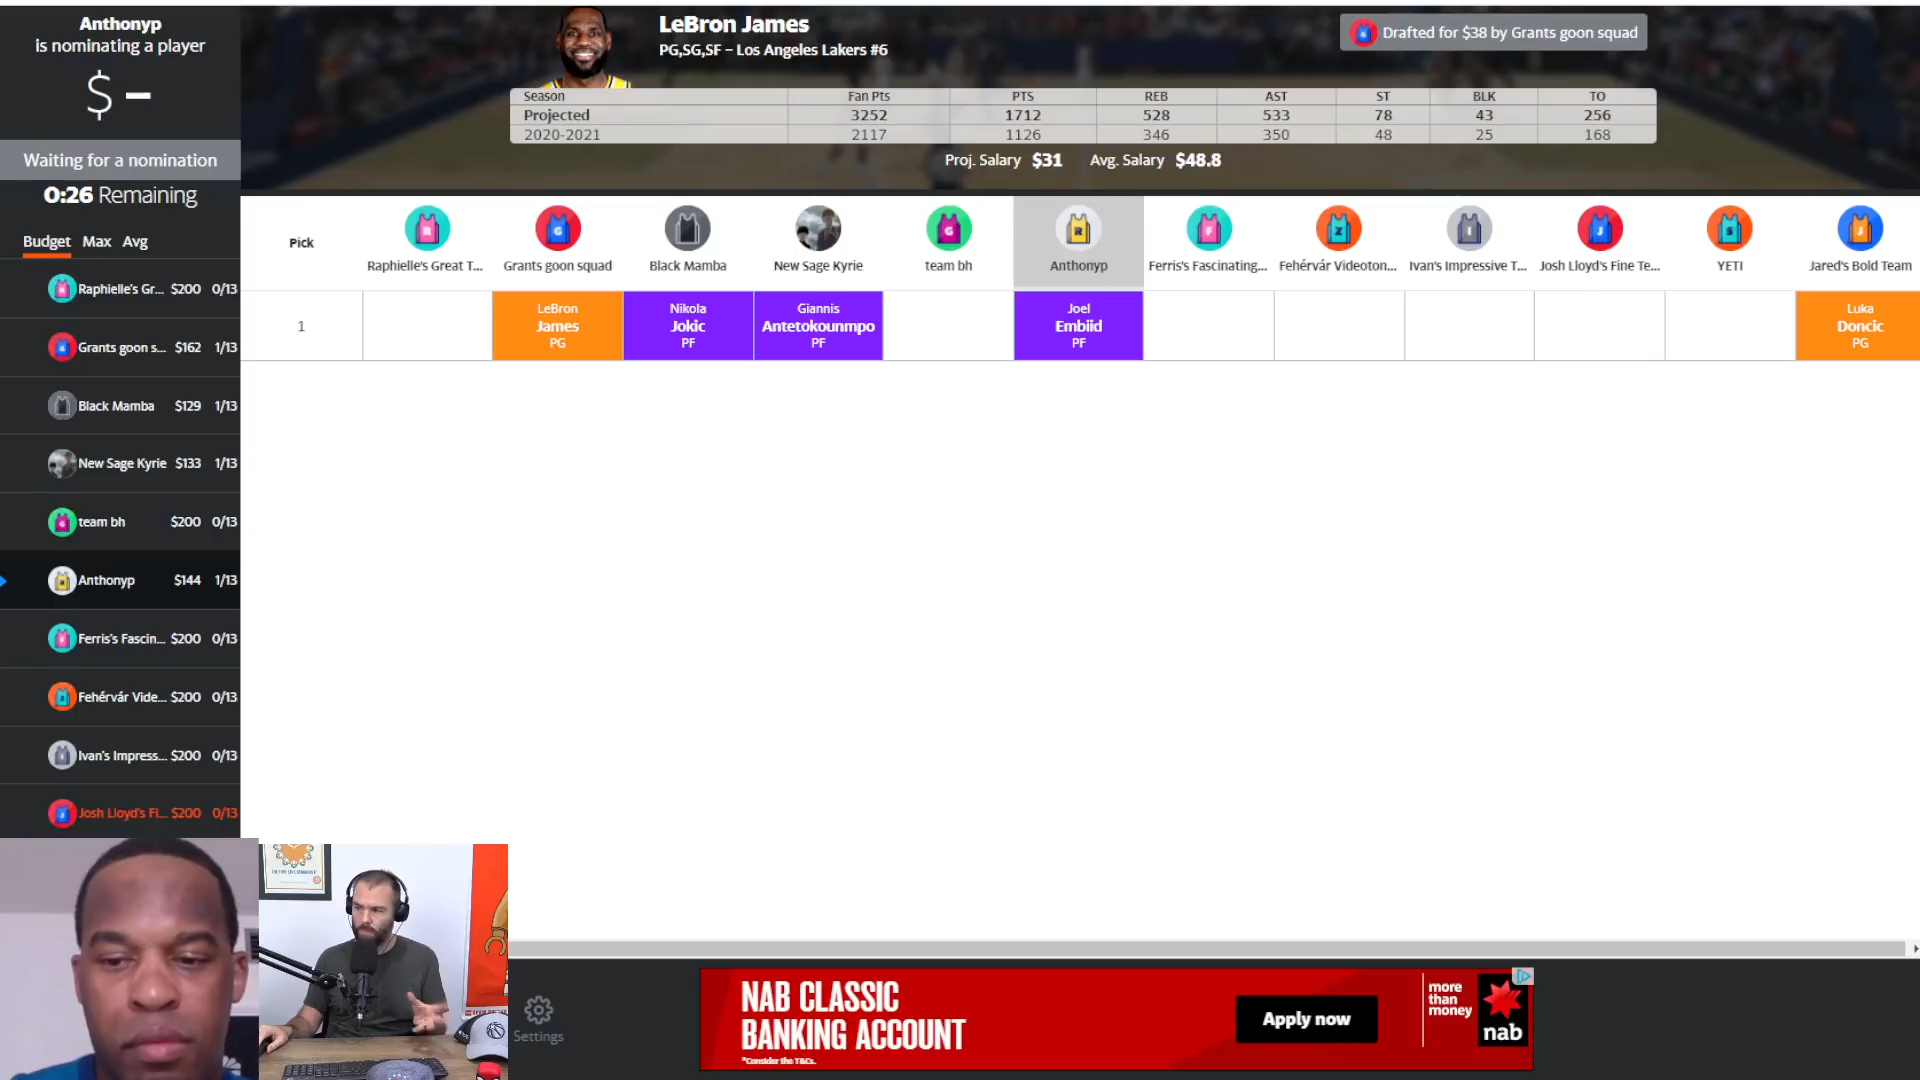 Anthonyp
is nominating a player
$ –
Waiting for a nomination
0:26 Remaining
Budget Max Avg
Raphielle's Gr... $200 0/13
Grants goon s... $162 1/13
Black Mamba $129 1/13
New Sage Kyrie $133 1/13
team bh $200 0/13
Anthonyp $144 1/13
Ferris's Fascin... $200 0/13
Fehérvár Vide... $200 0/13
Ivan's Impress... $200 0/13
Josh Lloyd's Fi... $200 0/13
LeBron James
PG,SG,SF – Los Angeles Lakers #6
Drafted for $38 by Grants goon squad
Season Fan Pts PTS REB AST ST BLK TO
Projected 3252 1712 528 533 78 43 256
2020-2021 2117 1126 346 350 48 25 168
Proj. Salary $31 Avg. Salary $48.8
Pick
Raphielle's Great T...
Grants goon squad
Black Mamba
New Sage Kyrie
team bh
Anthonyp
Ferris's Fascinating...
Fehérvár Videoton...
Ivan's Impressive T...
Josh Lloyd's Fine Te...
YETI
Jared's Bold Team
1
LeBron
James
PG
Nikola
Jokic
PF
Giannis
Antetokounmpo
PF
Joel
Embiid
PF
Luka
Doncic
PG
Settings
NAB CLASSIC
BANKING ACCOUNT
*Consider the T&Cs.
Apply now
more
than
money
nab